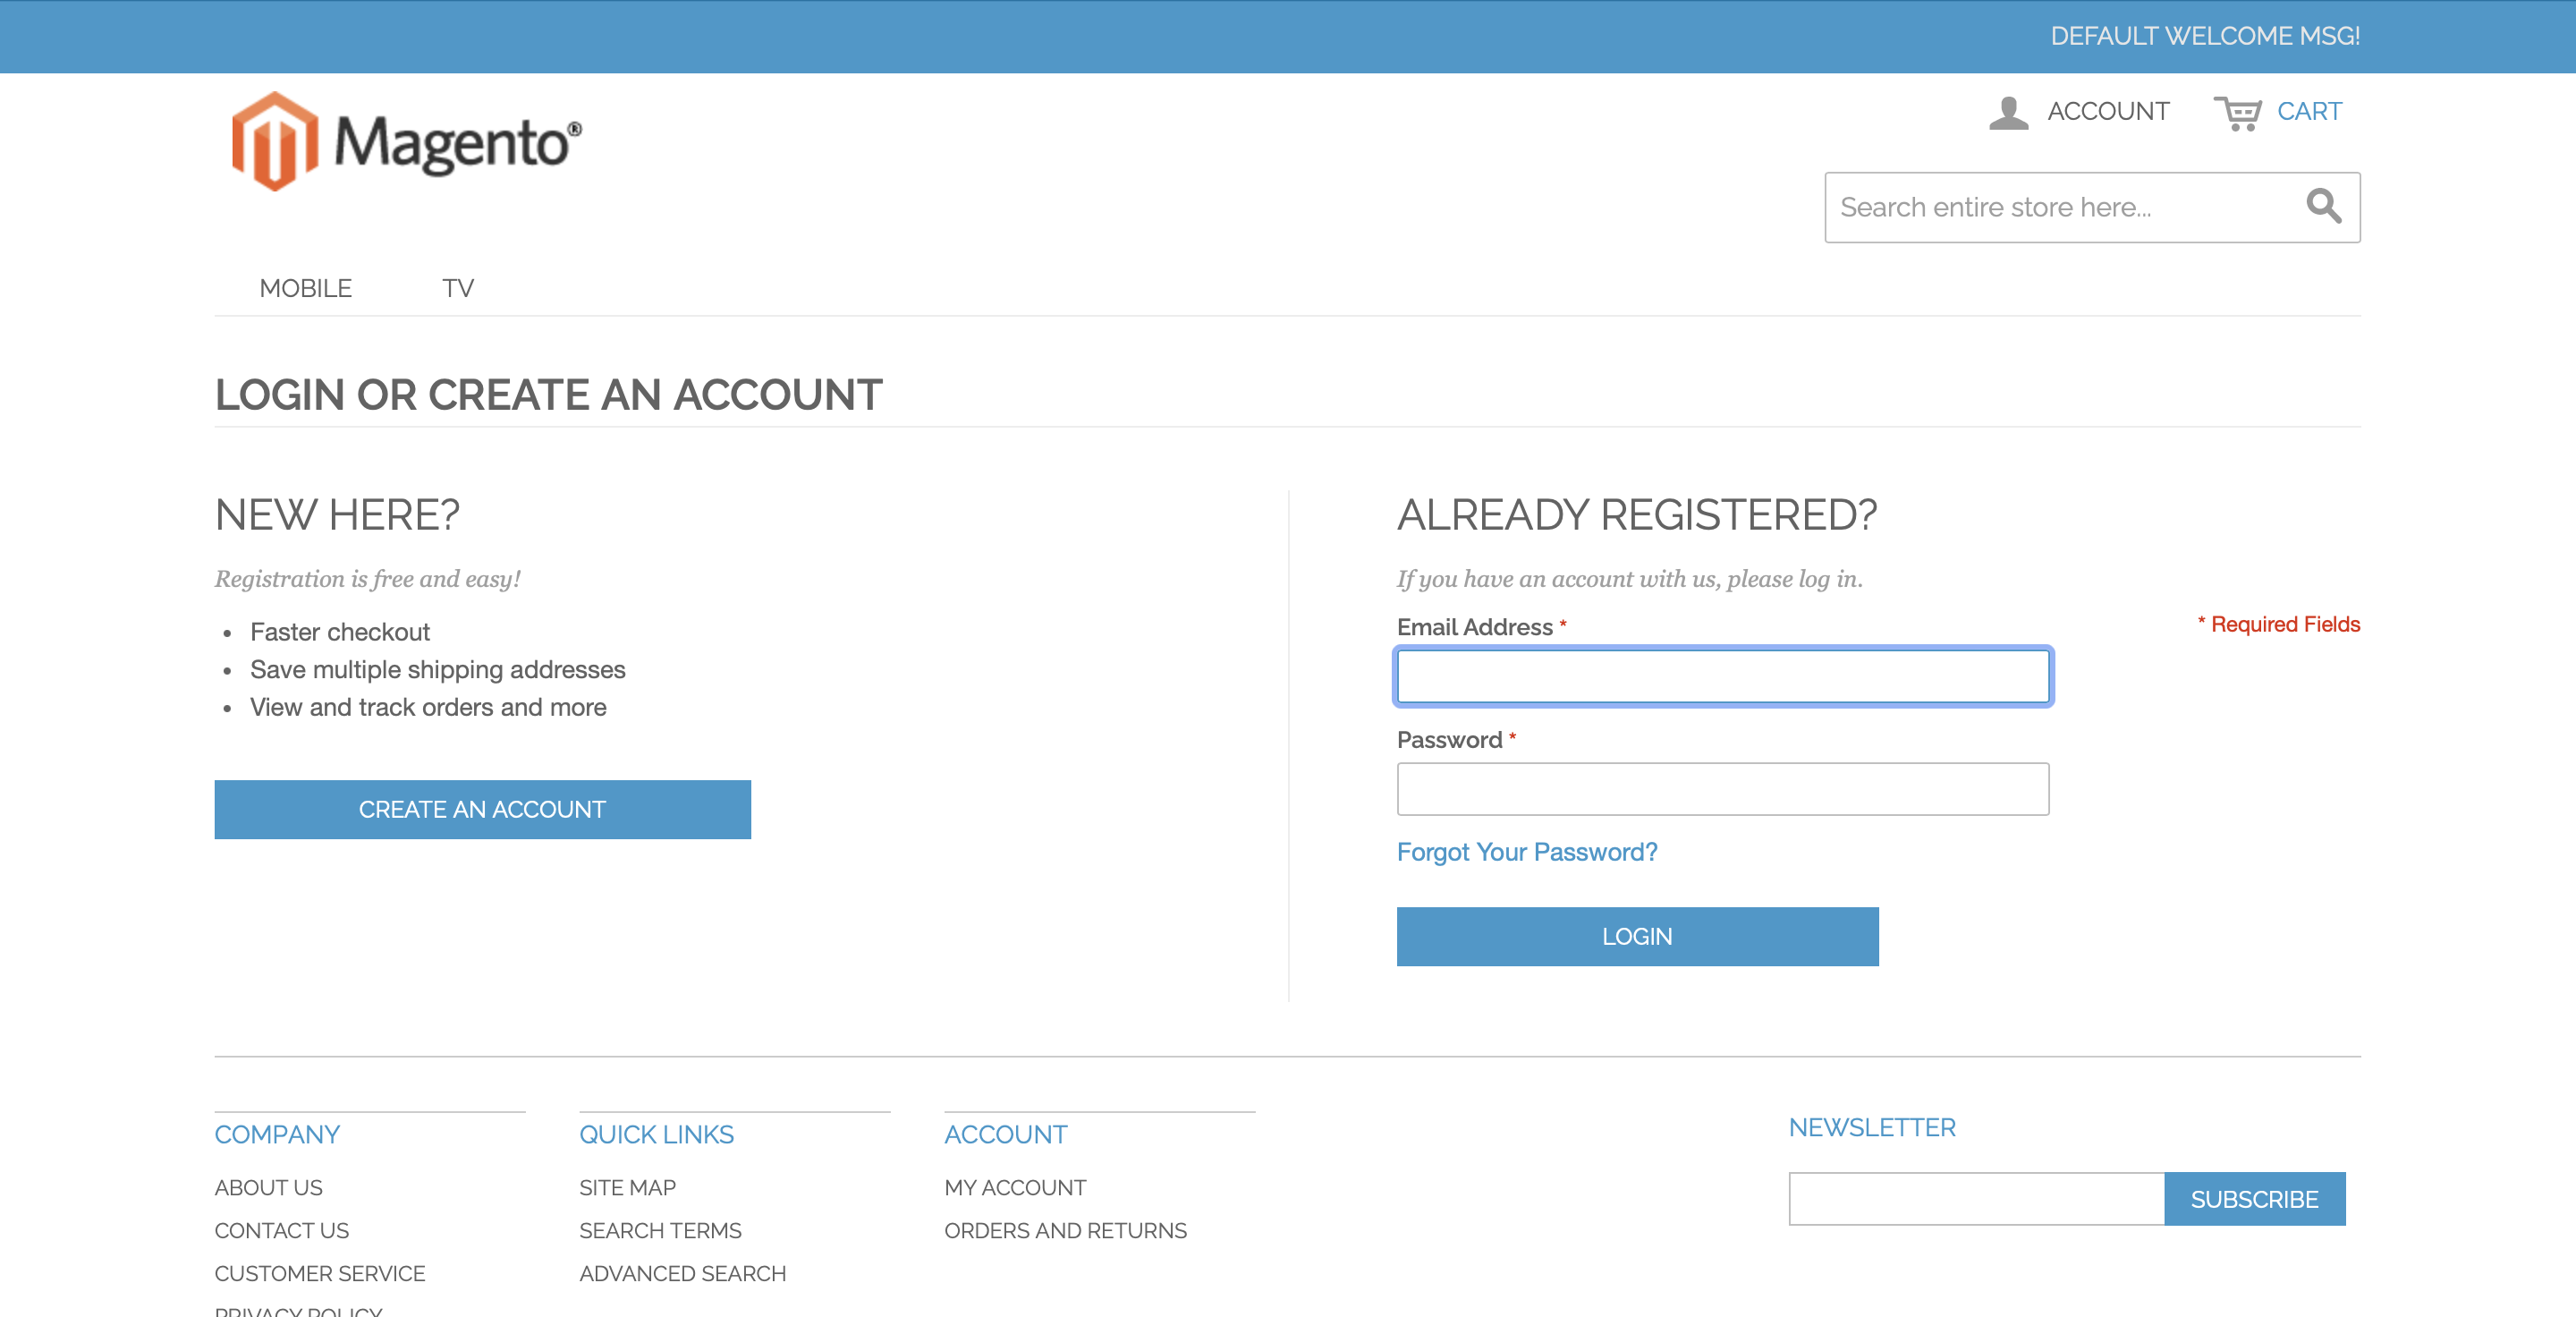 DEFAULT WELCOME MSG!
Magento®
ACCOUNT
CART
Search entire store here...
MOBILE
TV
LOGIN OR CREATE AN ACCOUNT
NEW HERE?
Registration is free and easy!
• Faster checkout
• Save multiple shipping addresses
• View and track orders and more
CREATE AN ACCOUNT
ALREADY REGISTERED?
If you have an account with us, please log in.
* Required Fields
Email Address *
Password *
Forgot Your Password?
LOGIN
COMPANY
ABOUT US
CONTACT US
CUSTOMER SERVICE
PRIVACY POLICY
QUICK LINKS
SITE MAP
SEARCH TERMS
ADVANCED SEARCH
ACCOUNT
MY ACCOUNT
ORDERS AND RETURNS
NEWSLETTER
SUBSCRIBE